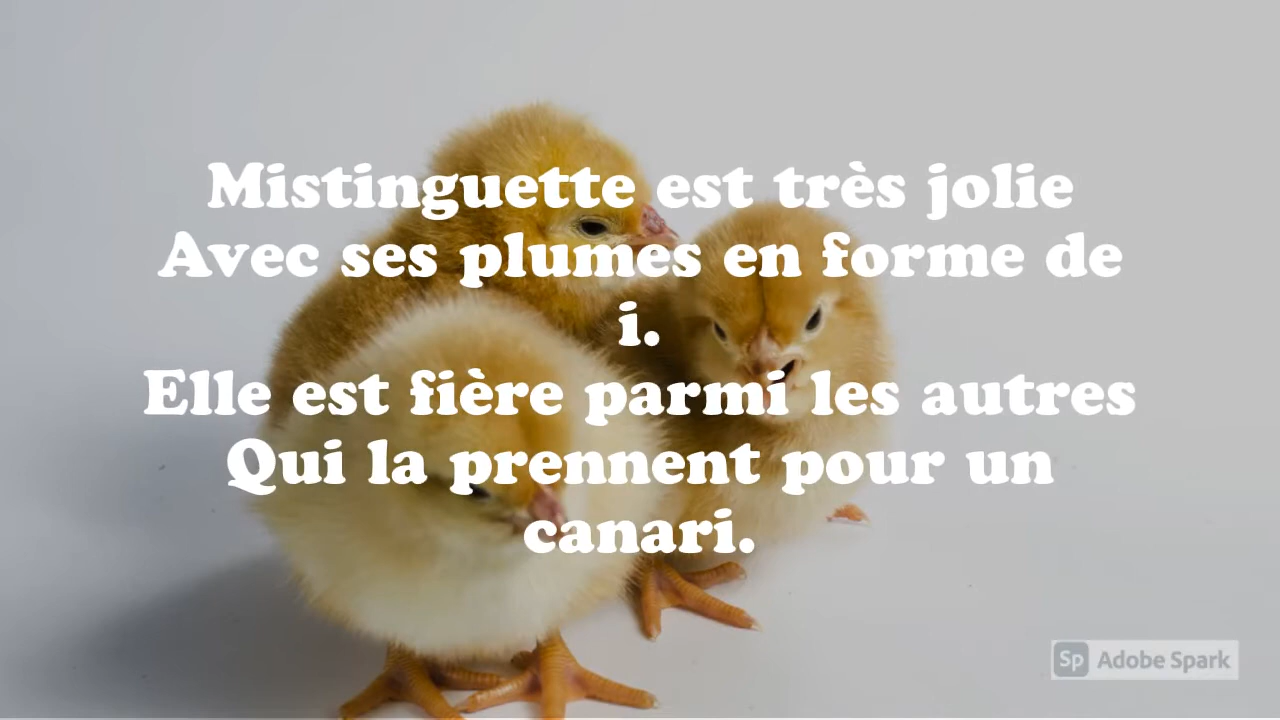 Mistinguette est très jolie
Avec ses plumes en forme de
i.
Elle est fière parmi les autres
Qui la prennent pour un
canari.
Sp Adobe Spark